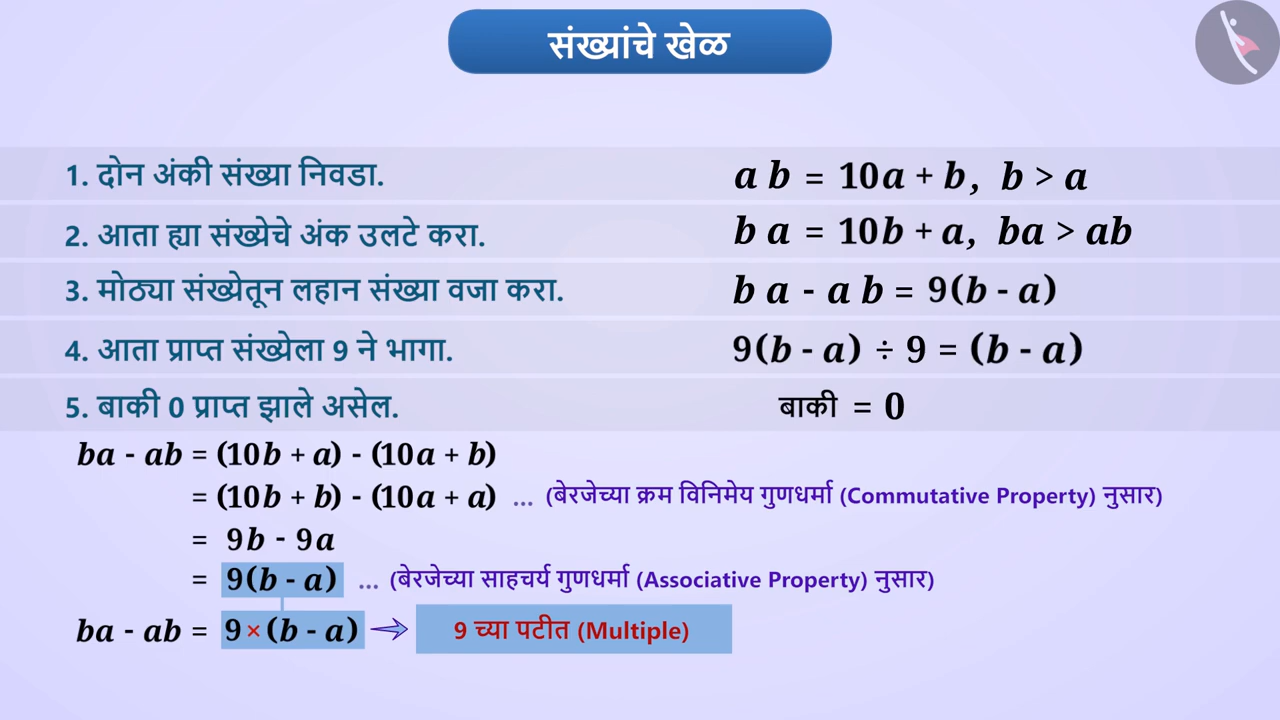 संख्यांचे खेळ
1. दोन अंकी संख्या निवडा. a b = 10a + b, b > a
2. आता ह्या संख्येचे अंक उलटे करा. b a = 10b + a, ba > ab
3. मोठ्या संख्येतून लहान संख्या वजा करा. b a - a b = 9(b - a)
4. आता प्राप्त संख्येला 9 ने भागा. 9(b - a) ÷ 9 = (b - a)
5. बाकी 0 प्राप्त झाले असेल. बाकी = 0
ba - ab = (10b + a) - (10a + b)
= (10b + b) - (10a + a) ... (बेरजेच्या क्रम विनिमेय गुणधर्मा (Commutative Property) नुसार)
= 9b - 9a
= 9(b - a) ... (बेरजेच्या साहचर्य गुणधर्मा (Associative Property) नुसार)
ba - ab = 9×(b - a) → 9 च्या पटीत (Multiple)